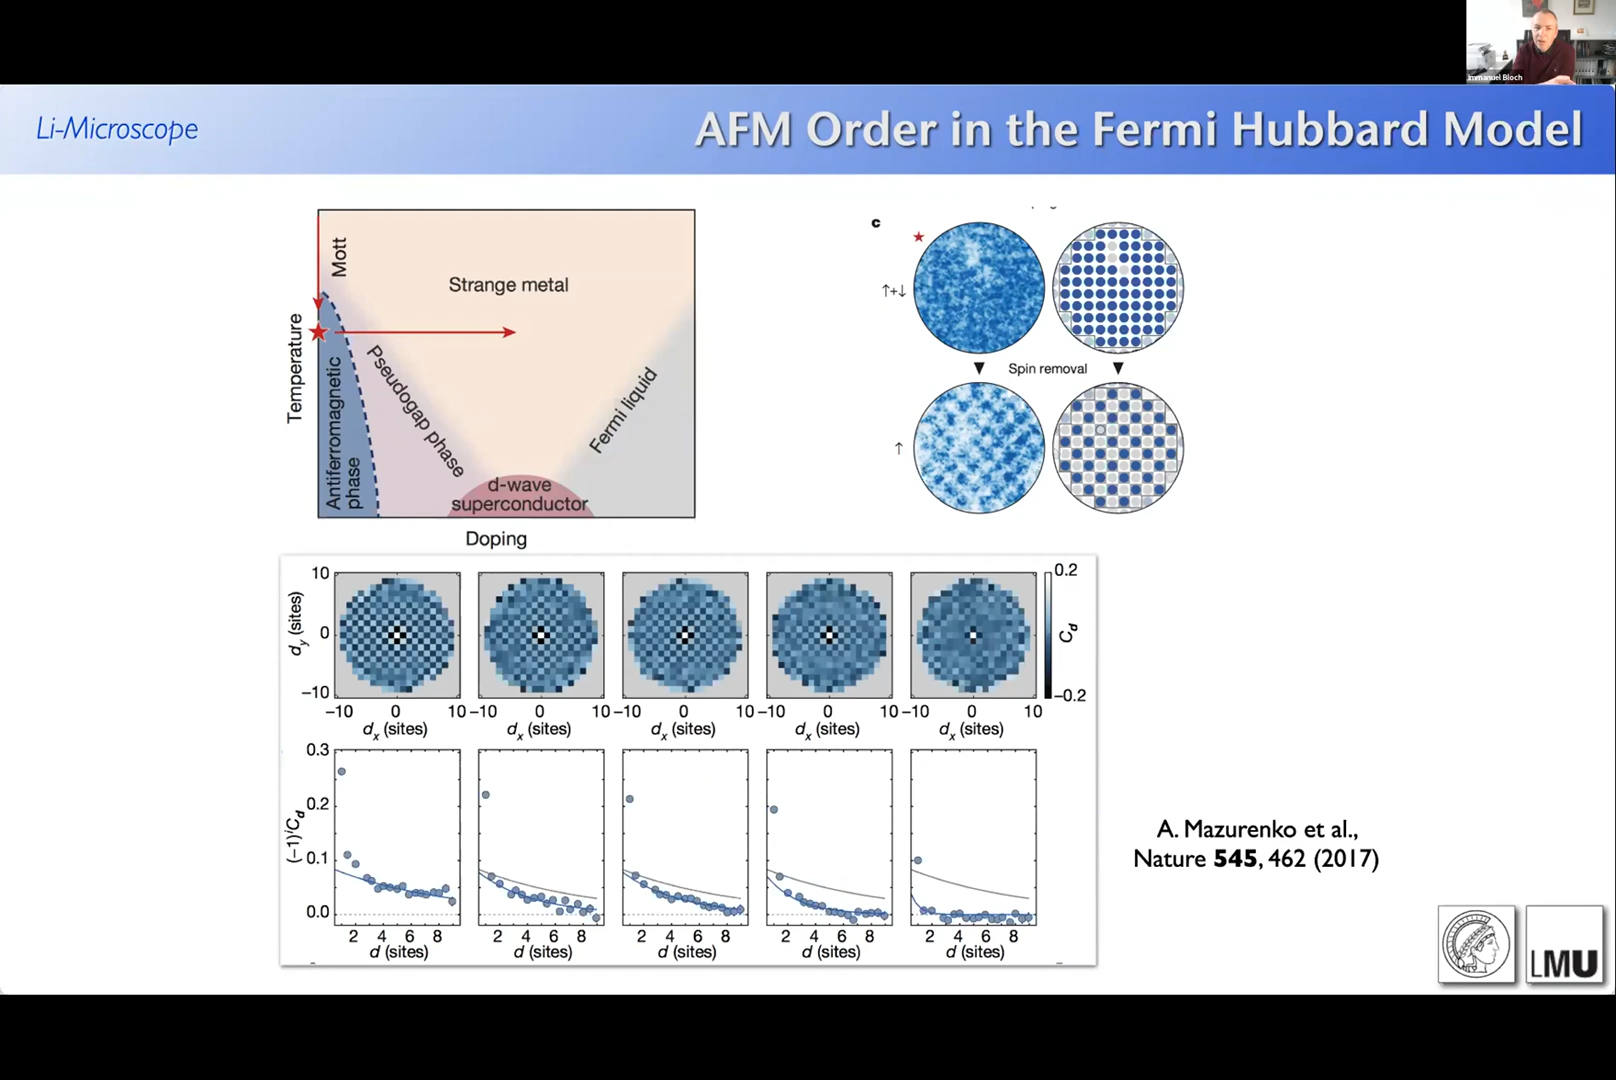 Immanuel Bloch
Li-Microscope
AFM Order in the Fermi Hubbard Model
Temperature
Mott
Strange metal
Antiferromagnetic
phase
Pseudogap phase
Fermi liquid
d-wave
superconductor
Doping
c
↑+↓
Spin removal
↑
10
0
−10
d_y (sites)
−10 0 10 −10 0 10 −10 0 10 −10 0 10 −10 0 10
d_x (sites) d_x (sites) d_x (sites) d_x (sites) d_x (sites)
0.2
C_d
−0.2
0.3
0.2
0.1
0.0
(−1)^i C_d
2 4 6 8 2 4 6 8 2 4 6 8 2 4 6 8 2 4 6 8
d (sites) d (sites) d (sites) d (sites) d (sites)
A. Mazurenko et al.,
Nature 545, 462 (2017)
LMU